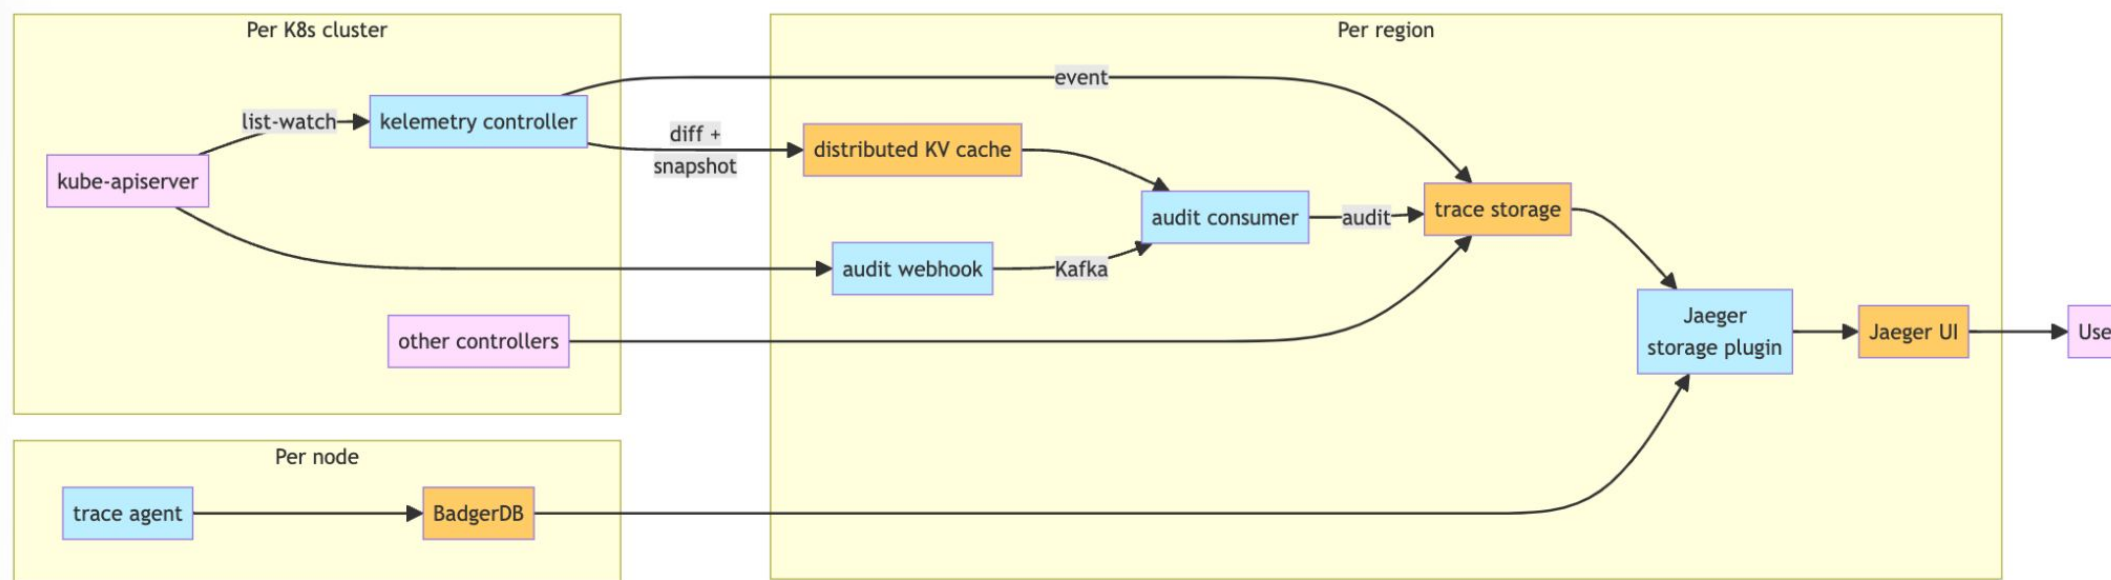 Per K8s cluster
Per region
event
list-watch
kelemetry controller
diff +
snapshot
distributed KV cache
kube-apiserver
audit consumer
audit
trace storage
audit webhook
Kafka
other controllers
Jaeger
storage plugin
Jaeger UI
Use
Per node
trace agent
BadgerDB